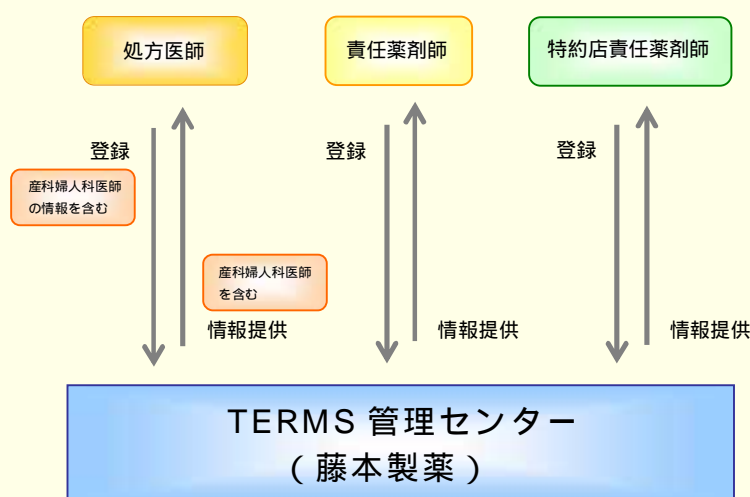 処方医師
責任薬剤師
特約店責任薬剤師
登録
登録
登録
産科婦人科医師
の情報を含む
産科婦人科医師
を含む
情報提供
情報提供
情報提供
TERMS 管理センター
(藤本製薬)